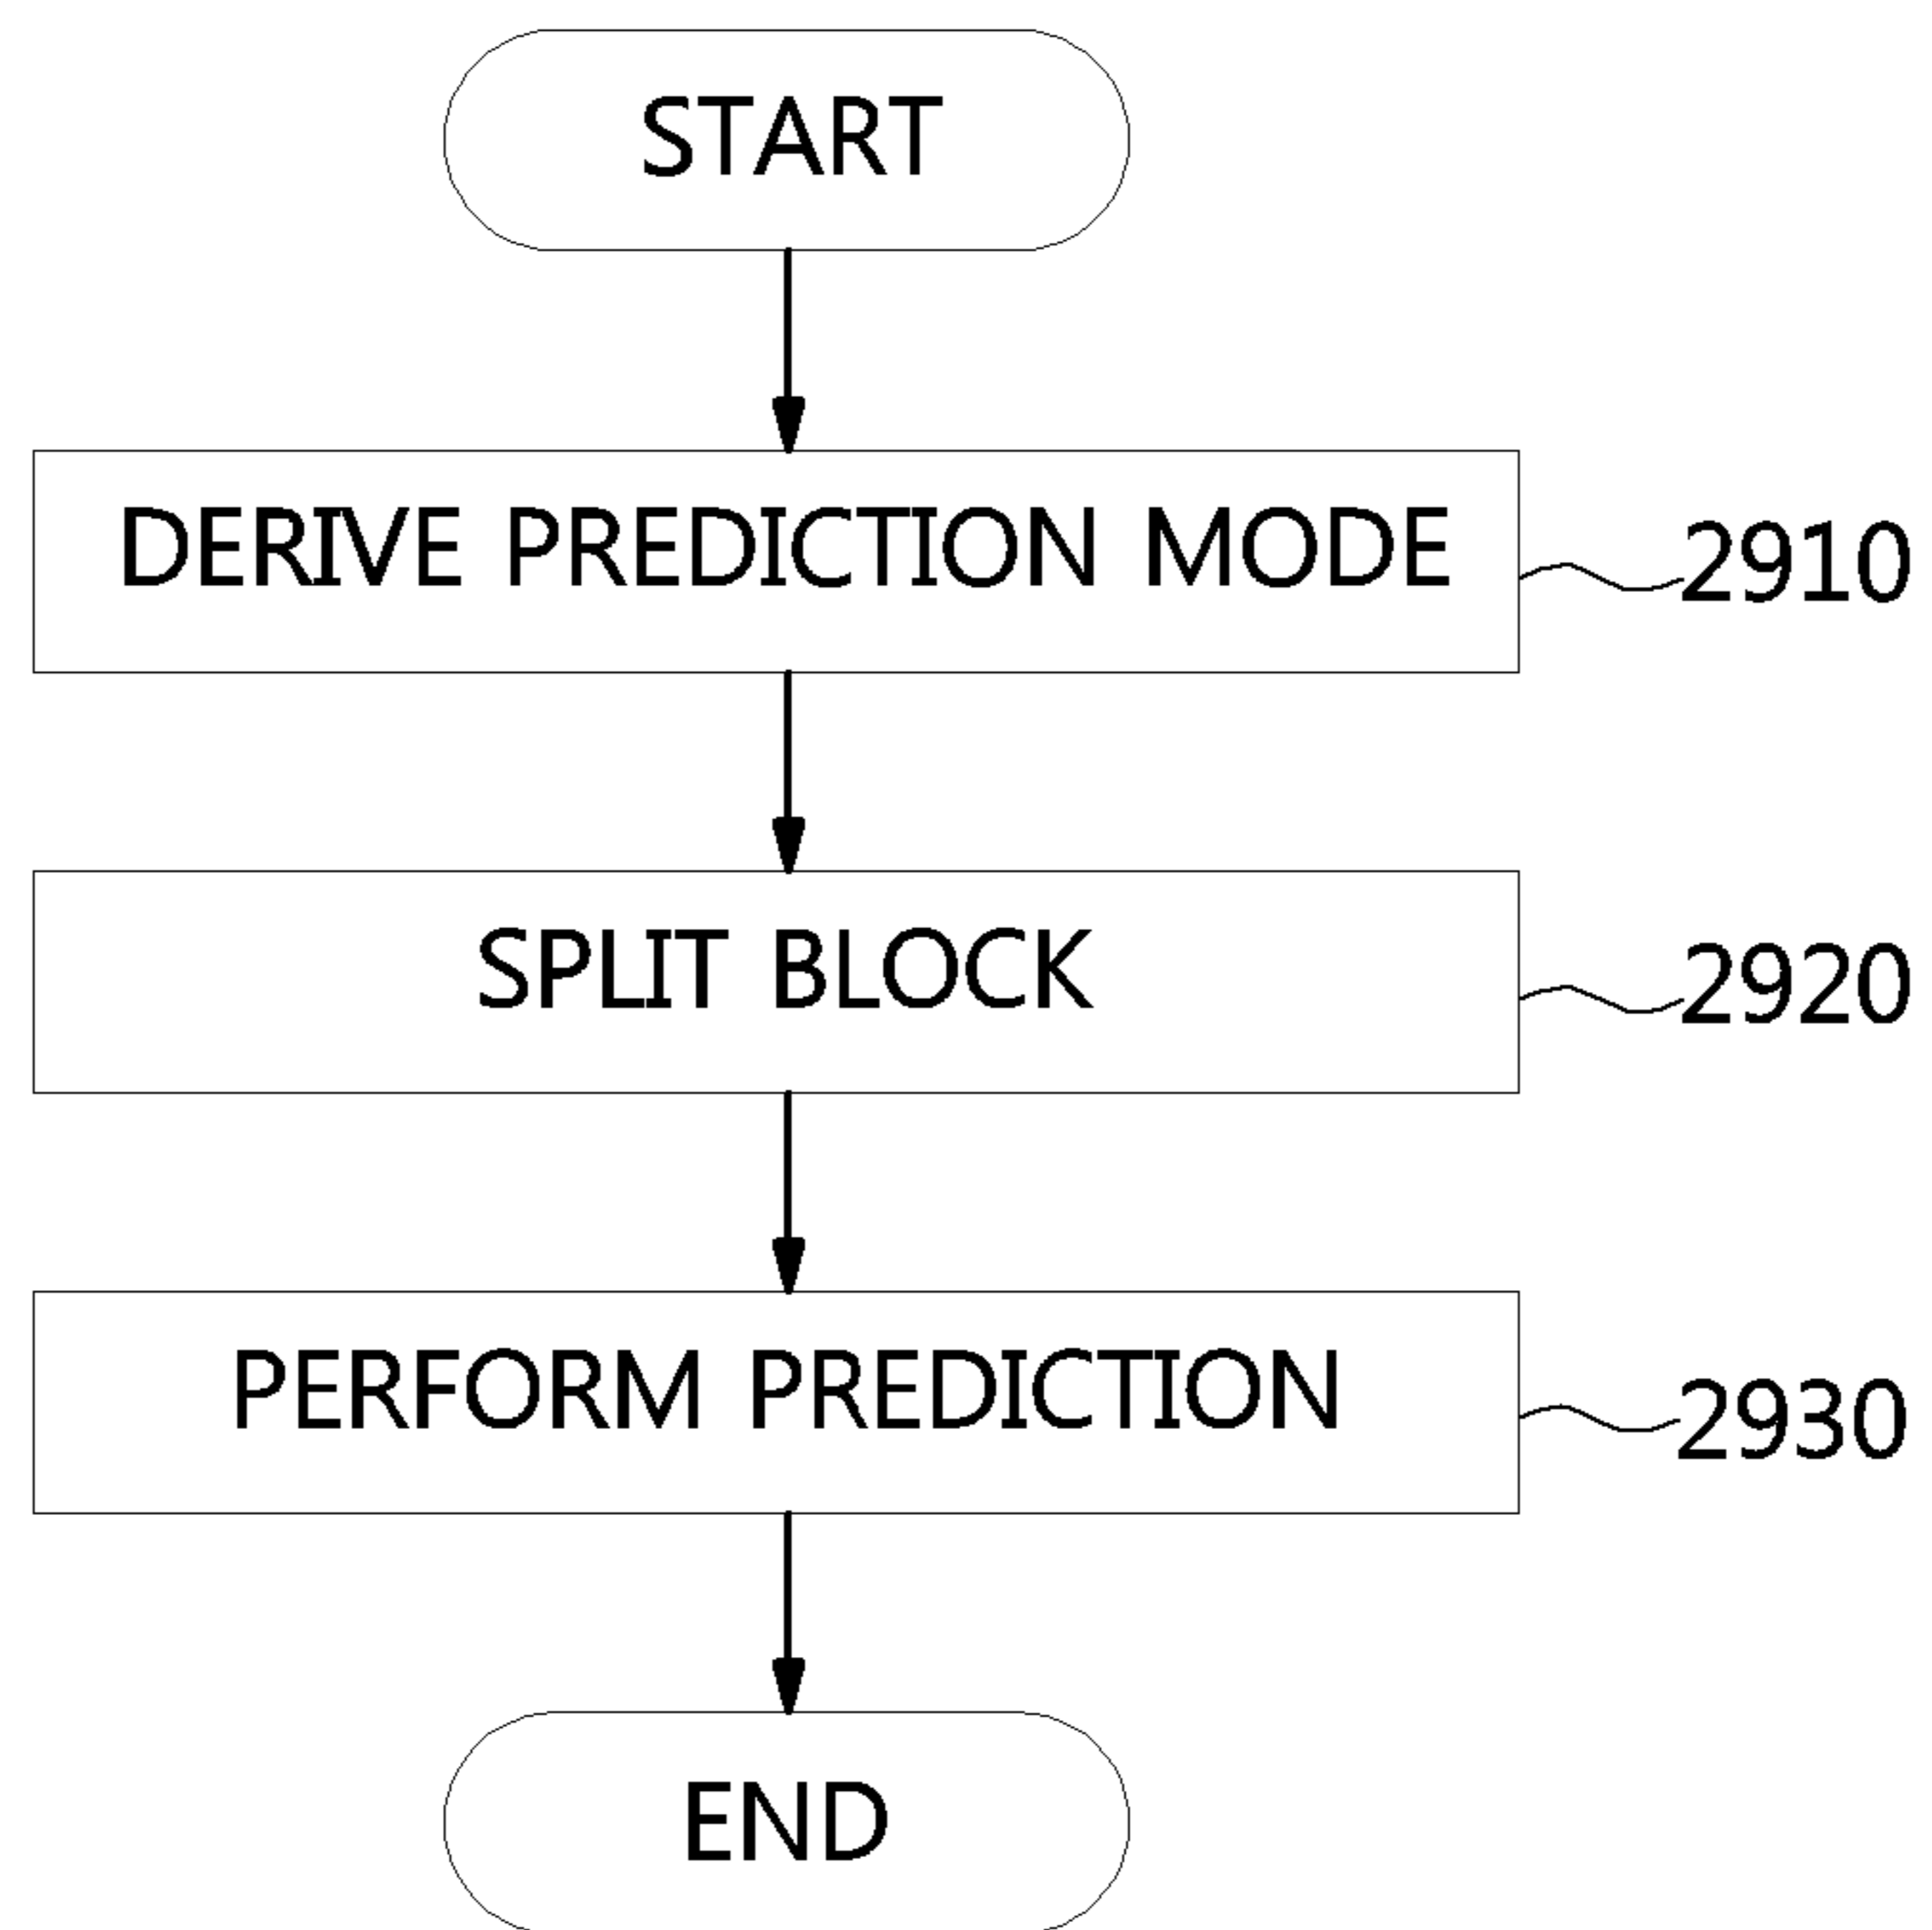 START
DERIVE PREDICTION MODE
2910
SPLIT BLOCK
2920
PERFORM PREDICTION
2930
END